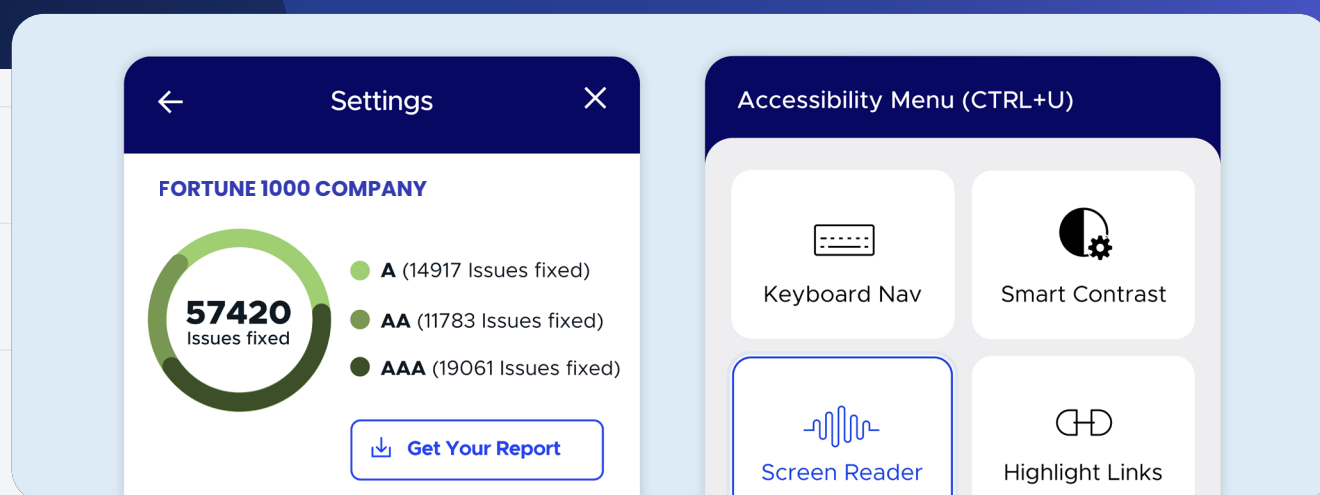 Settings
FORTUNE 1000 COMPANY
57420
Issues fixed
A (14917 Issues fixed)
AA (11783 Issues fixed)
AAA (19061 Issues fixed)
Get Your Report
Accessibility Menu (CTRL+U)
Keyboard Nav
Smart Contrast
Screen Reader
Highlight Links